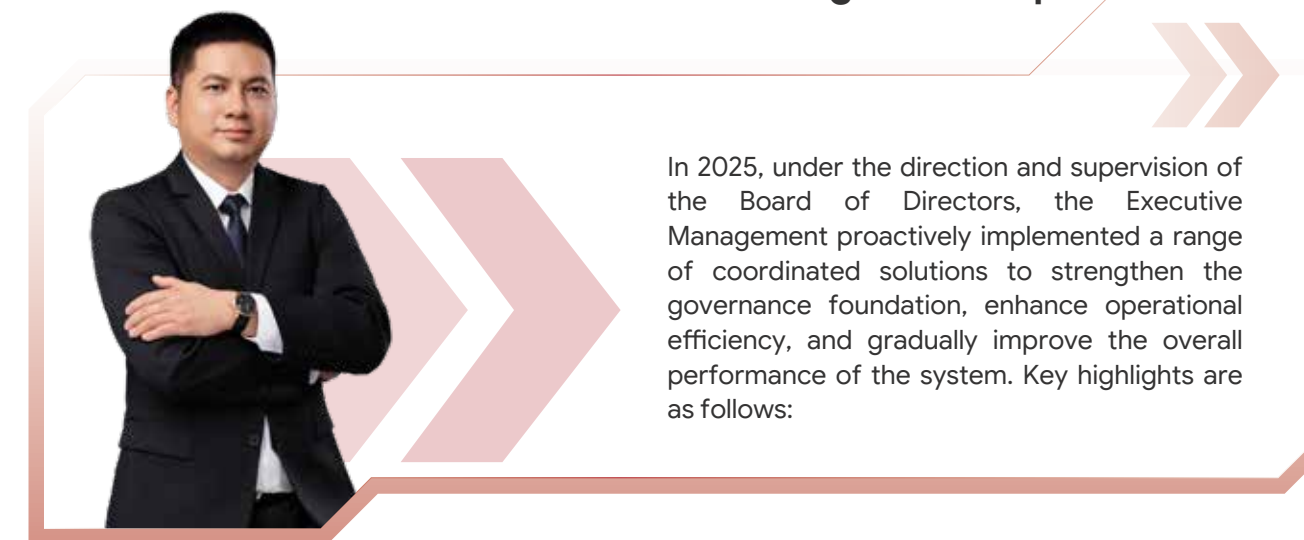 In 2025, under the direction and supervision of
the Board of Directors, the Executive
Management proactively implemented a range
of coordinated solutions to strengthen the
governance foundation, enhance operational
efficiency, and gradually improve the overall
performance of the system. Key highlights are
as follows: